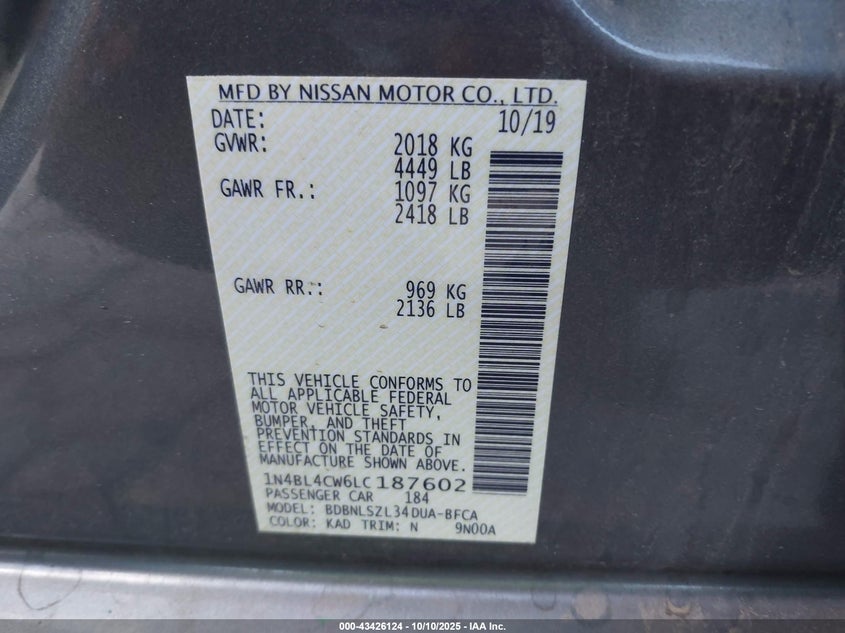 MFD BY NISSAN MOTOR CO., LTD.
DATE: 10/19
GVWR: 2018 KG
4449 LB
GAWR FR.: 1097 KG
2418 LB
GAWR RR.: 969 KG
2136 LB
THIS VEHICLE CONFORMS TO
ALL APPLICABLE FEDERAL
MOTOR VEHICLE SAFETY,
BUMPER, AND THEFT
PREVENTION STANDARDS IN
EFFECT ON THE DATE OF
MANUFACTURE SHOWN ABOVE.
1N4BL4CW6LC187602
PASSENGER CAR 184
MODEL: BDBNLSZL34DUA-BFCA
COLOR: KAD TRIM: N 9N00A
000-43426124 - 10/10/2025 - IAA Inc.